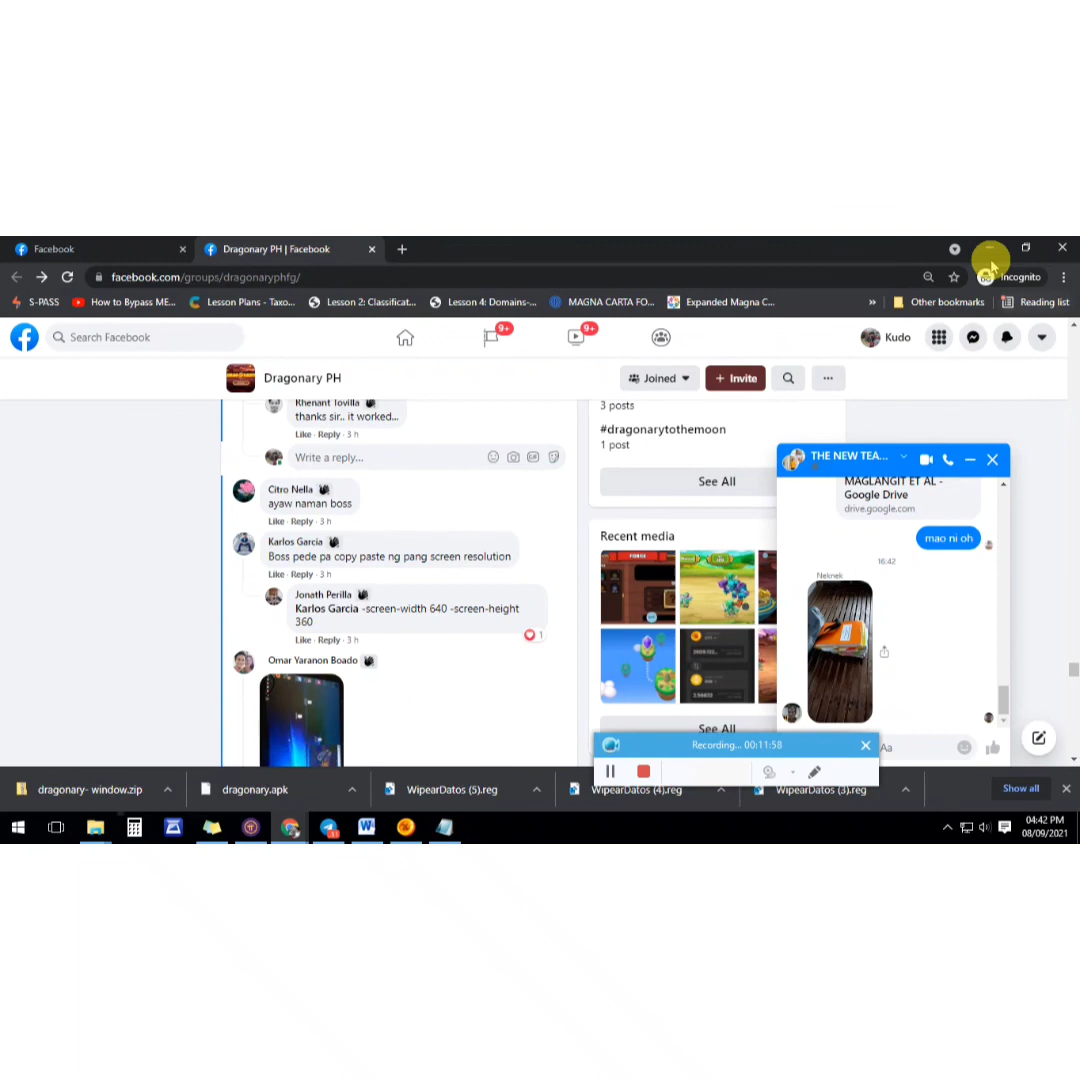 Facebook
Dragonary PH | Facebook
facebook.com/groups/dragonaryphfg/
Incognito
S-PASS
How to Bypass ME...
Lesson Plans - Taxo...
Lesson 2: Classificat...
Lesson 4: Domains-...
MAGNA CARTA FO...
Expanded Magna C...
»
Other bookmarks
Reading list
Search Facebook
9+
9+
Kudo
Dragonary PH
Joined
+ Invite
Rhenant Tovilla
thanks sir.. it worked...
Like · Reply · 3 h
Write a reply...
Citro Nella
ayaw naman boss
Like · Reply · 3 h
Karlos Garcia
Boss pede pa copy paste ng pang screen resolution
Like · Reply · 3 h
Jonath Perilla
Karlos Garcia -screen-width 640 -screen-height
360
Like · Reply · 3 h
1
Omar Yaranon Boado
3 posts
#dragonarytothemoon
1 post
See All
Recent media
See All
THE NEW TEA...
MAGLANGIT ET AL -
Google Drive
drive.google.com
mao ni oh
16:42
Neknek
Aa
Recording... 00:11:58
dragonary- window.zip
dragonary.apk
WipearDatos (5).reg
WipearDatos (4).reg
WipearDatos (3).reg
Show all
04:42 PM
08/09/2021